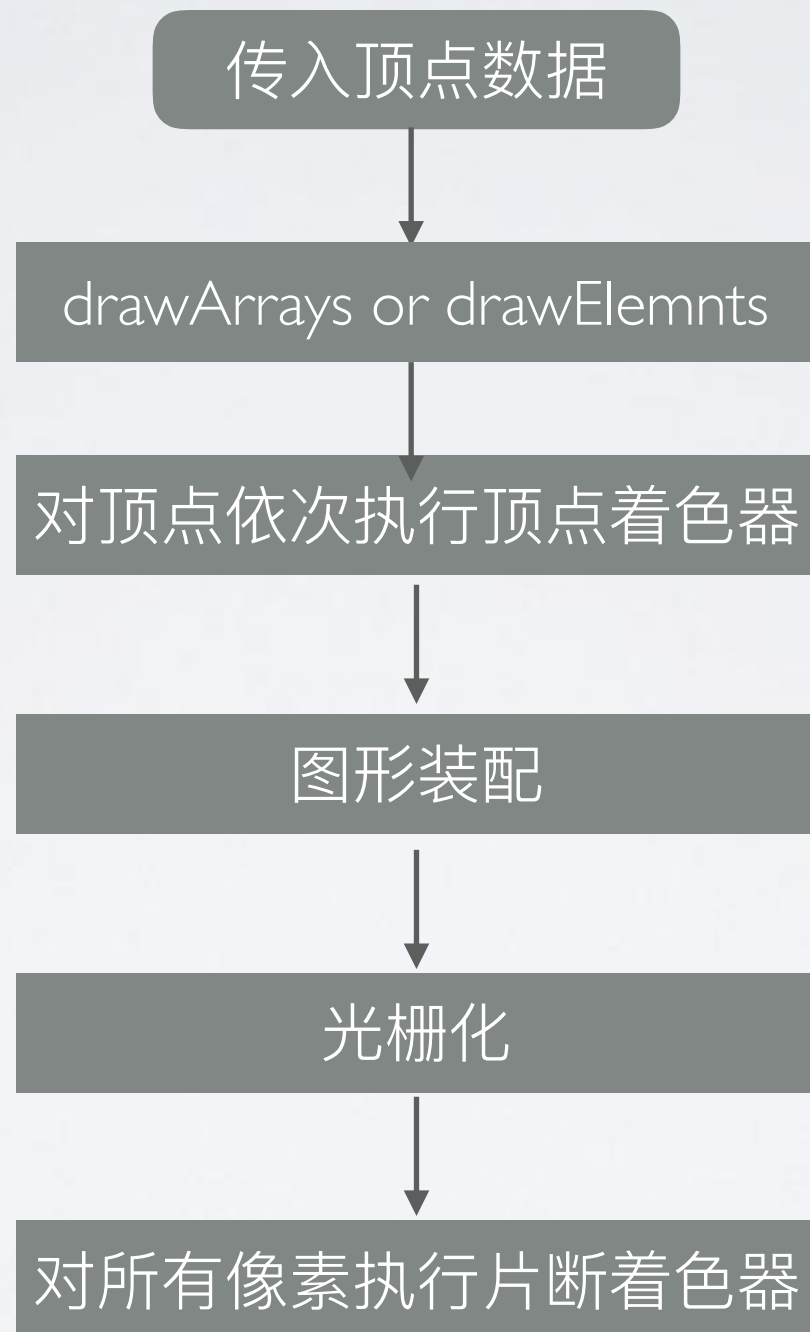 传入顶点数据
drawArrays or drawElemnts
对顶点依次执行顶点着色器
图形装配
光栅化
对所有像素执行片断着色器